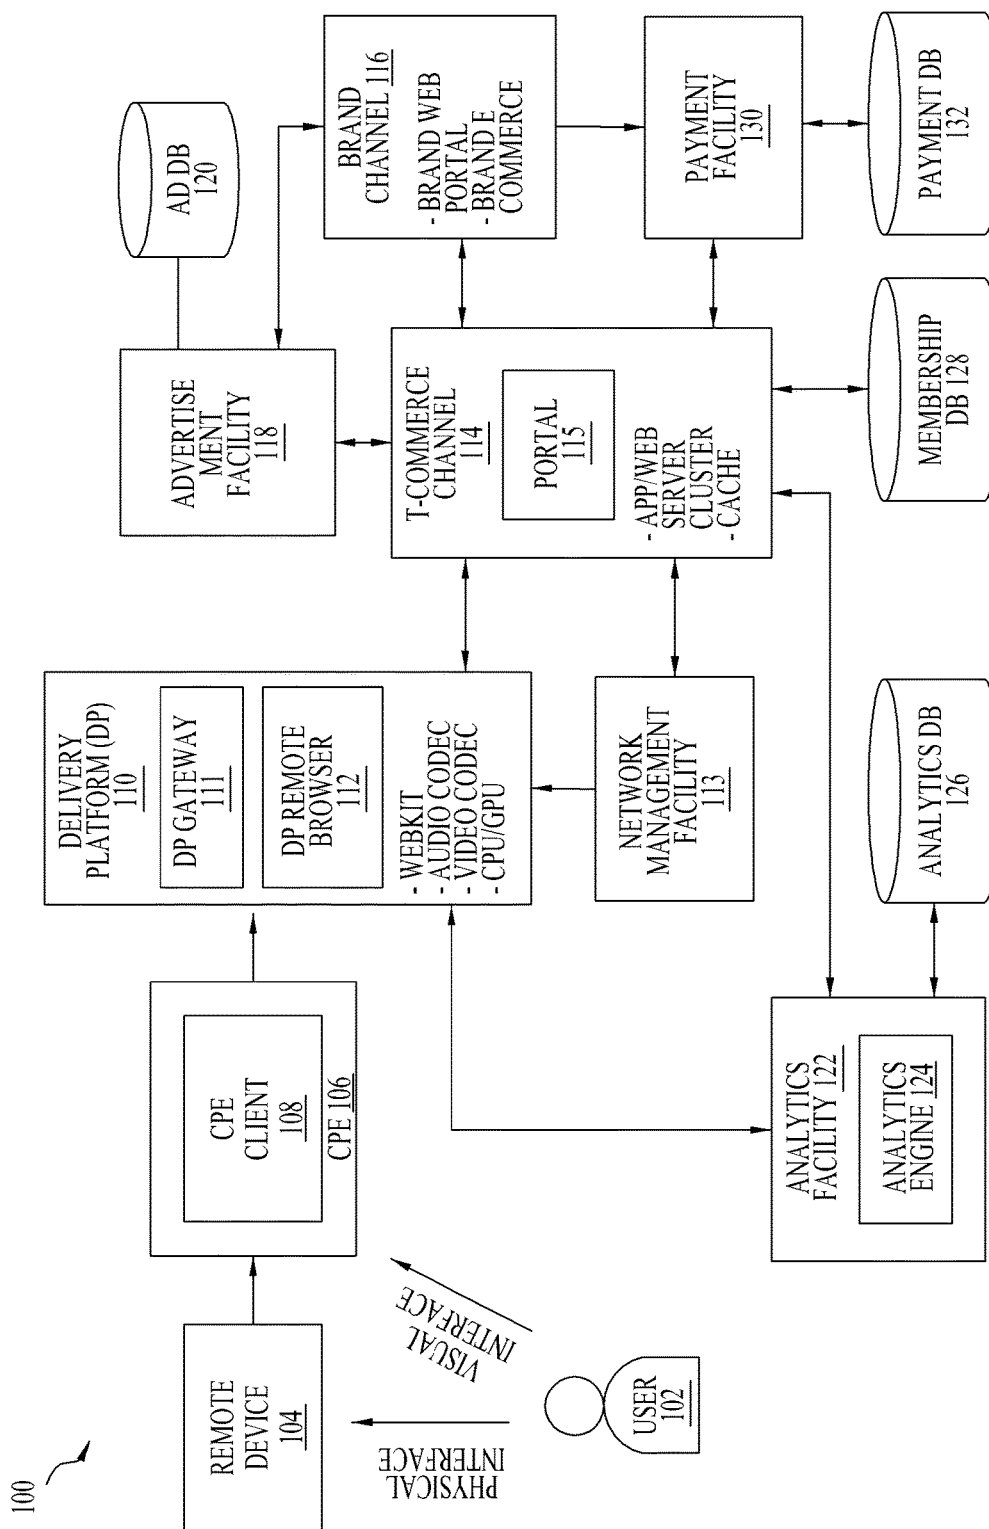 100
REMOTE
DEVICE
104
PHYSICAL
INTERFACE
VISUAL
INTERFACE
USER
102
CPE
CLIENT
108
CPE 106
DELIVERY
PLATFORM (DP)
110
DP GATEWAY
111
DP REMOTE
BROWSER
112
- WEBKIT
- AUDIO CODEC
- VIDEO CODEC
- CPU/GPU
NETWORK
MANAGEMENT
FACILITY
113
ANALYTICS
FACILITY 122
ANALYTICS
ENGINE 124
ANALYTICS DB
126
ADVERTISE
MENT
FACILITY
118
AD DB
120
T-COMMERCE
CHANNEL
114
PORTAL
115
- APP/WEB
SERVER
CLUSTER
- CACHE
MEMBERSHIP
DB 128
BRAND
CHANNEL 116
- BRAND WEB
PORTAL
- BRAND E
COMMERCE
PAYMENT
FACILITY
130
PAYMENT DB
132